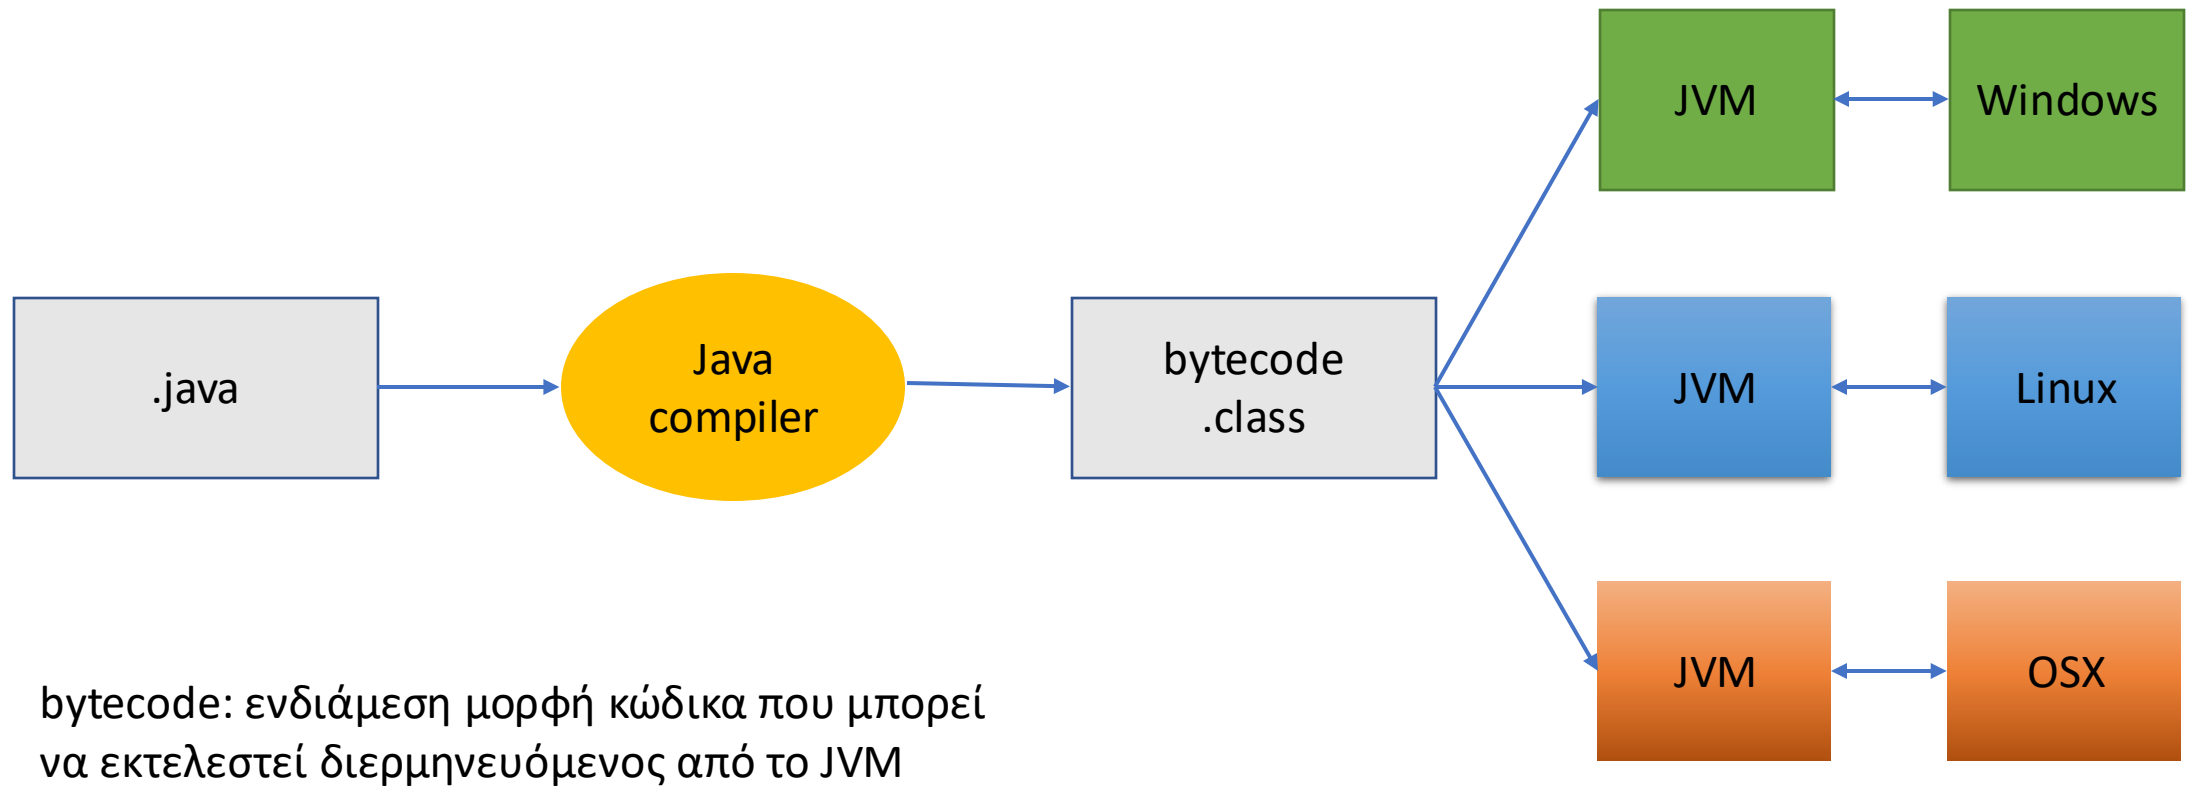 .java
Java
compiler
bytecode
.class
JVM
Windows
JVM
Linux
JVM
OSX
bytecode: ενδιάμεση μορφή κώδικα που μπορεί
να εκτελεστεί διερμηνευόμενος από το JVM